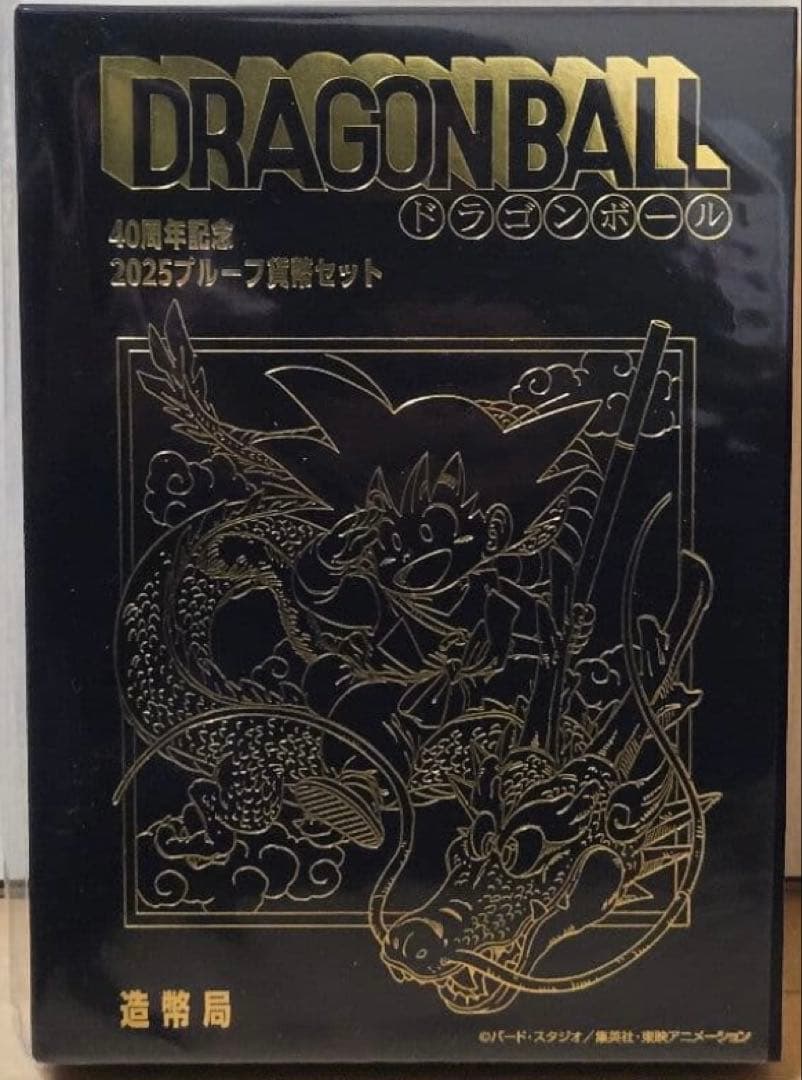 DRAGON BALL
ドラゴンボール
40周年記念
2025プルーフ貨幣セット
造幣局
©バード・スタジオ/集英社・東映アニメーション